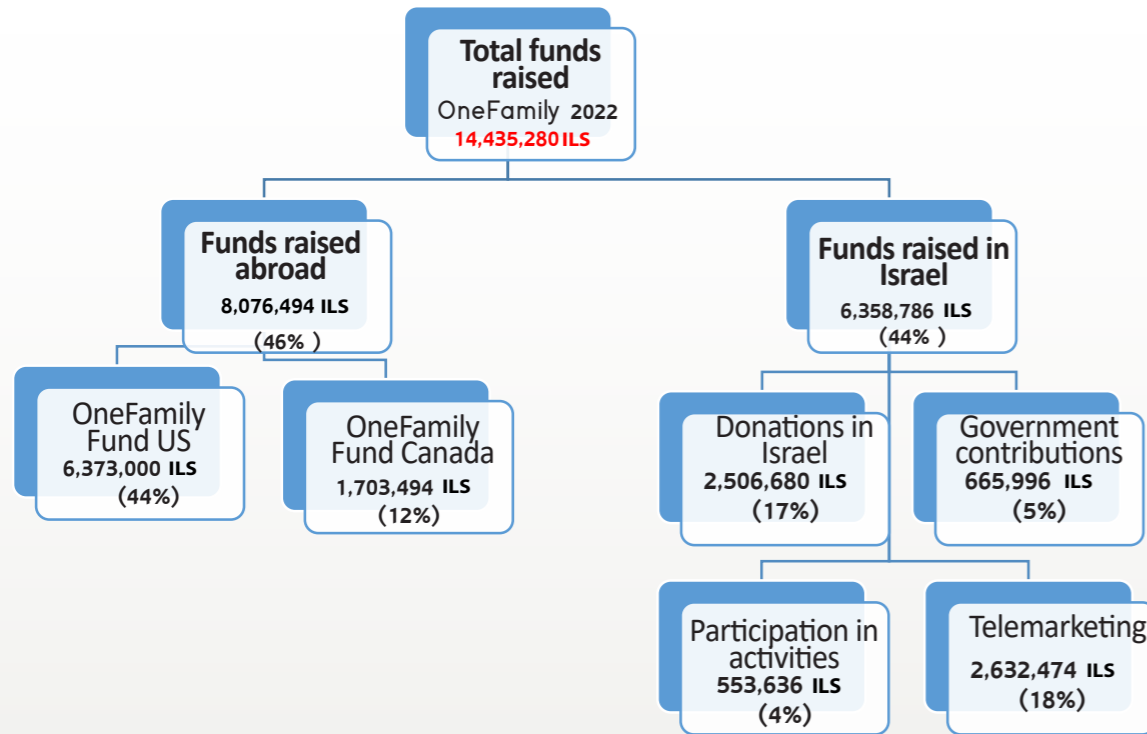 Total funds
raised
OneFamily 2022
14,435,280 ILS
Funds raised
abroad
8,076,494 ILS
(46% )
Funds raised in
Israel
6,358,786 ILS
(44% )
OneFamily
Fund US
6,373,000 ILS
(44%)
OneFamily
Fund Canada
1,703,494 ILS
(12%)
Donations in
Israel
2,506,680 ILS
(17%)
Government
contributions
665,996 ILS
(5%)
Participation in
activities
553,636 ILS
(4%)
Telemarketing
2,632,474 ILS
(18%)